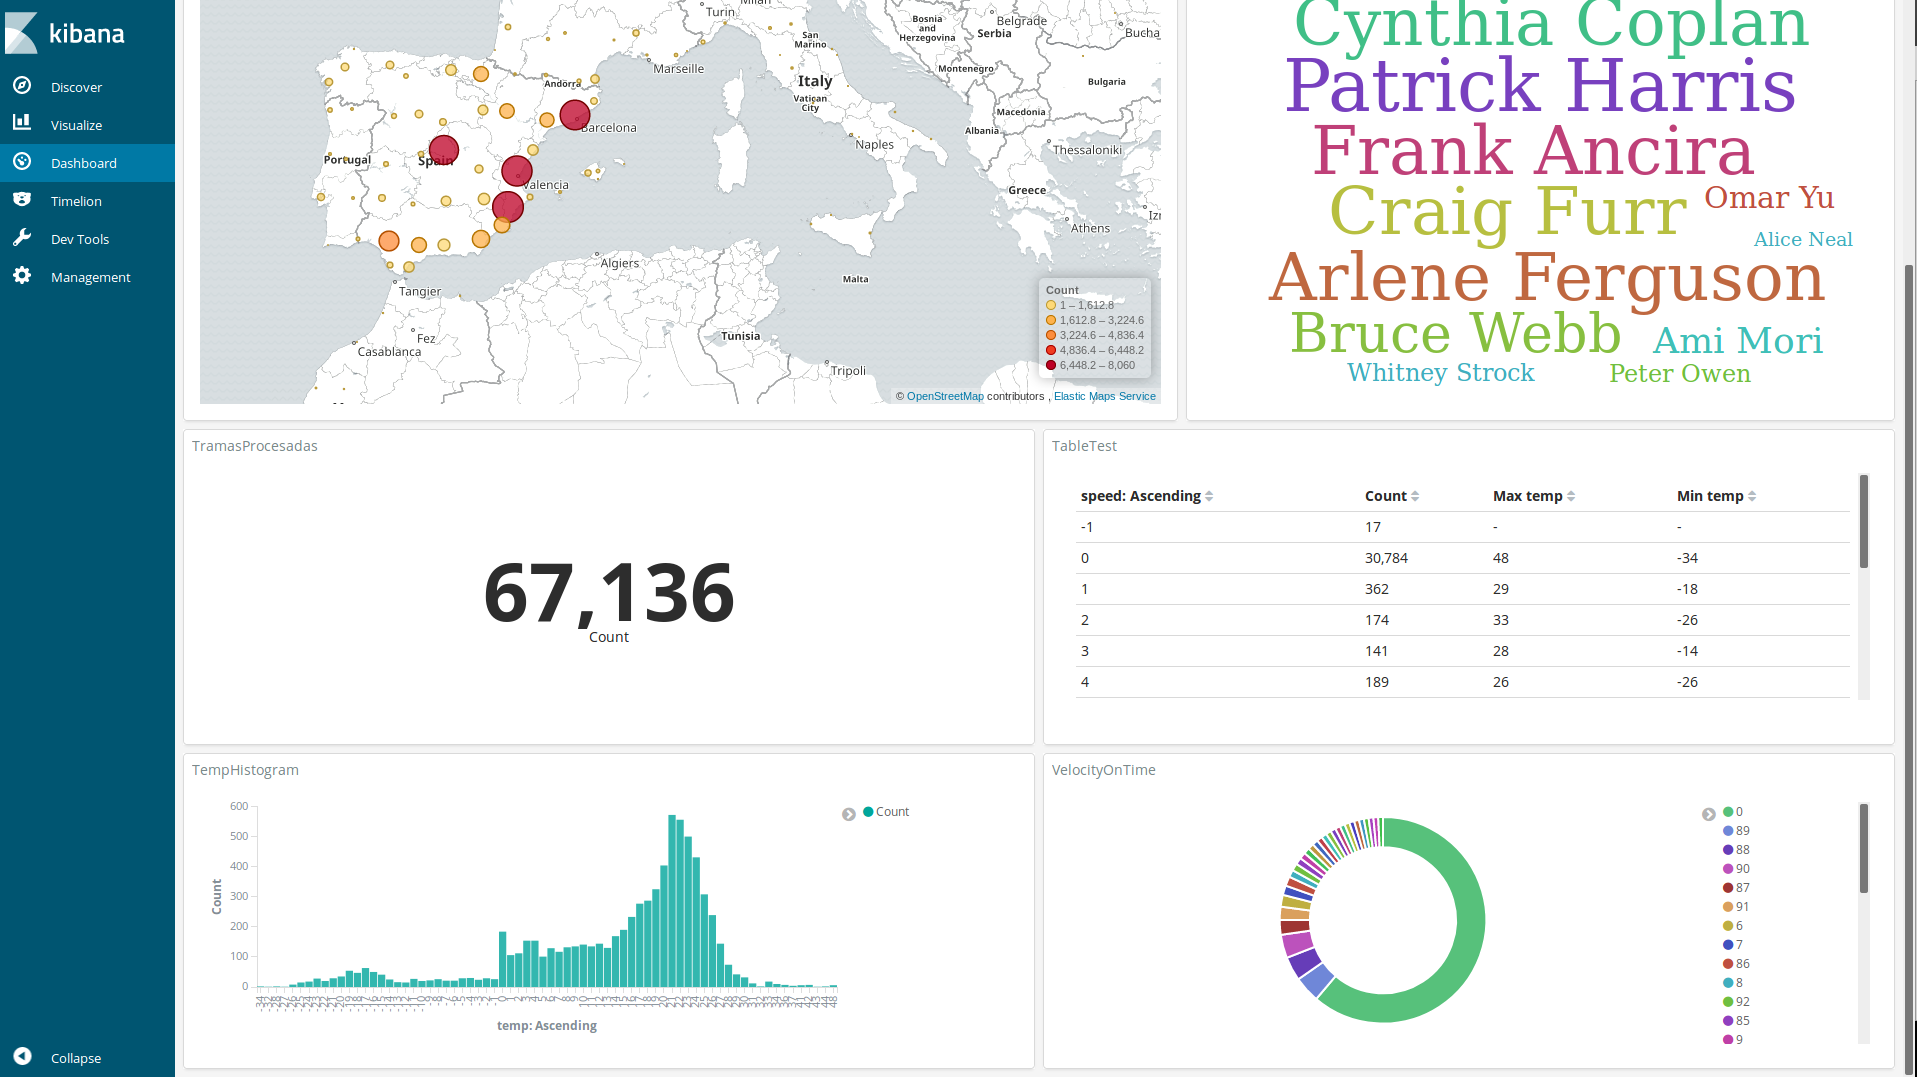 kibana
Discover
Visualize
Dashboard
Timelion
Dev Tools
Management
Collapse
Turin
Bosnia
and
Herzegovina
Belgrade
Serbia
Bucha
San
Marino
Marseille
Andorra
Italy
Vatican
City
Montenegro
Bulgaria
Macedonia
Barcelona
Albania
Naples
Thessaloniki
Portugal
Spain
Valencia
Greece
Athens
Algiers
Malta
Tangier
Fez
Casablanca
Tunisia
Tripoli
Count
1 – 1,612.8
1,612.8 – 3,224.6
3,224.6 – 4,836.4
4,836.4 – 6,448.2
6,448.2 – 8,060
© OpenStreetMap contributors , Elastic Maps Service
Cynthia Coplan
Patrick Harris
Frank Ancira
Craig Furr
Omar Yu
Alice Neal
Arlene Ferguson
Bruce Webb
Ami Mori
Whitney Strock
Peter Owen
TramasProcesadas
67,136
Count
TableTest
speed: Ascending Count Max temp Min temp
-1 17 - -
0 30,784 48 -34
1 362 29 -18
2 174 33 -26
3 141 28 -14
4 189 26 -26
TempHistogram
600
500
400
300
200
100
0
Count
temp: Ascending
Count
VelocityOnTime
0
89
88
90
87
91
6
7
86
8
92
85
9